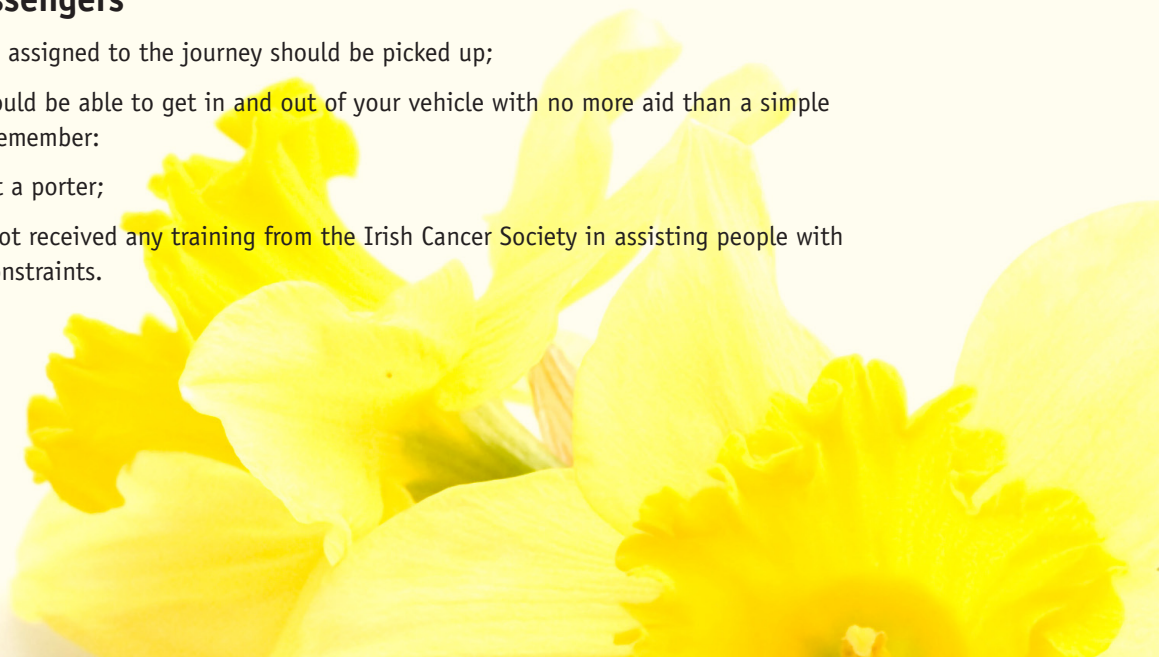 ssengers
assigned to the journey should be picked up;
ould be able to get in and out of your vehicle with no more aid than a simple
emember:
t a porter;
ot received any training from the Irish Cancer Society in assisting people with
onstraints.